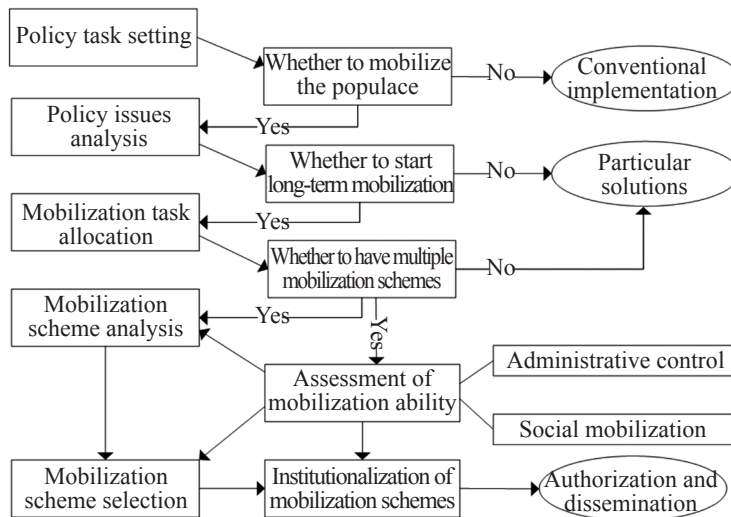 Policy task setting
Whether to mobilize
the populace
No
Conventional
implementation
Policy issues
analysis
Yes
Whether to start
long-term mobilization
No
Particular
solutions
Mobilization task
allocation
Yes
Whether to have multiple
mobilization schemes
No
Mobilization
scheme analysis
Yes
Yes
Assessment of
mobilization ability
Administrative control
Social mobilization
Mobilization
scheme selection
Institutionalization of
mobilization schemes
Authorization and
dissemination